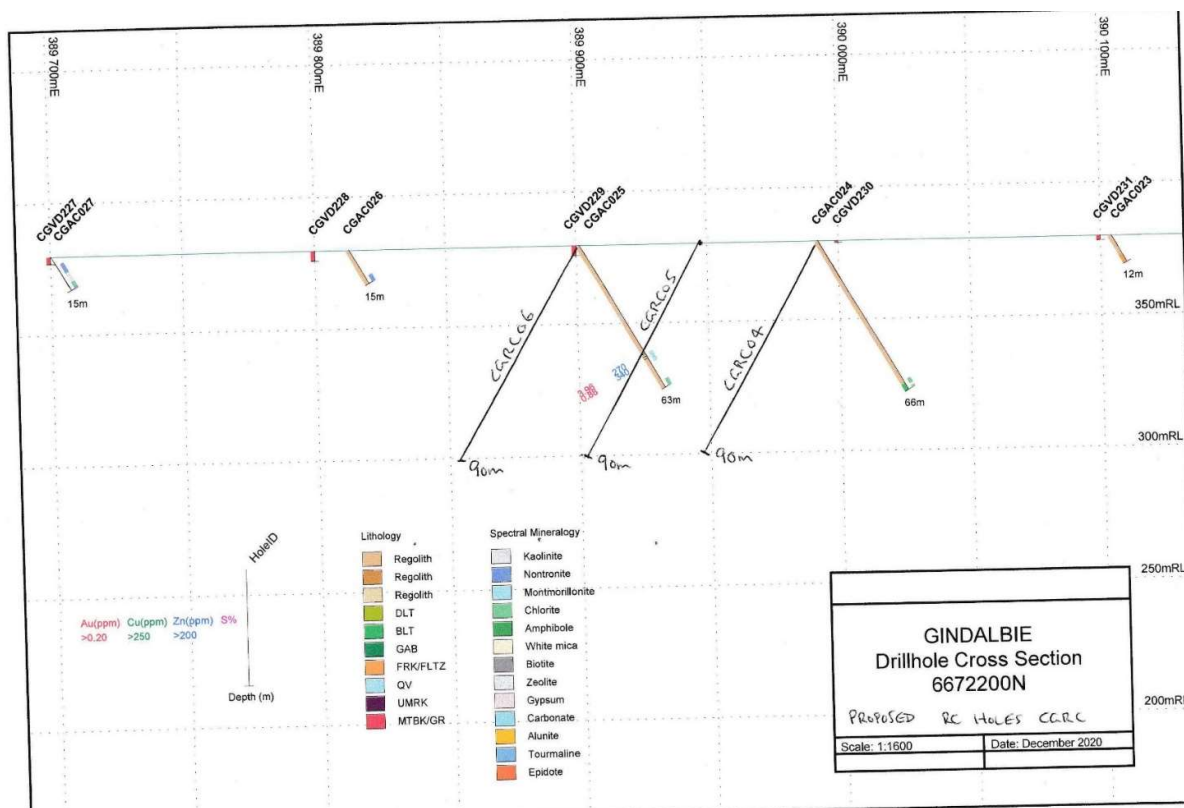 389 700mE
389 800mE
389 900mE
390 000mE
390 100mE
CGVD227
CGAC027
CGVD228
CGAC026
CGVD229
CGAC025
CGAC024
CGVD230
CGVD231
CGAC023
15m
15m
63m
66m
12m
CGRC06
CGRC05
CGRC04
270
348
90m
90m
90m
350mRL
300mRL
250mRL
200mRL
HoleID
Au(ppm) Cu(ppm) Zn(ppm) S%
>0.20 >250 >200
Depth (m)
Lithology
Regolith
Regolith
Regolith
DLT
BLT
GAB
FRK/FLTZ
QV
UMRK
MTBK/GR
Spectral Mineralogy
Kaolinite
Nontronite
Montmorillonite
Chlorite
Amphibole
White mica
Biotite
Zeolite
Gypsum
Carbonate
Alunite
Tourmaline
Epidote
GINDALBIE
Drillhole Cross Section
6672200N
PROPOSED RC HOLES CGRC
Scale: 1:1600 Date: December 2020